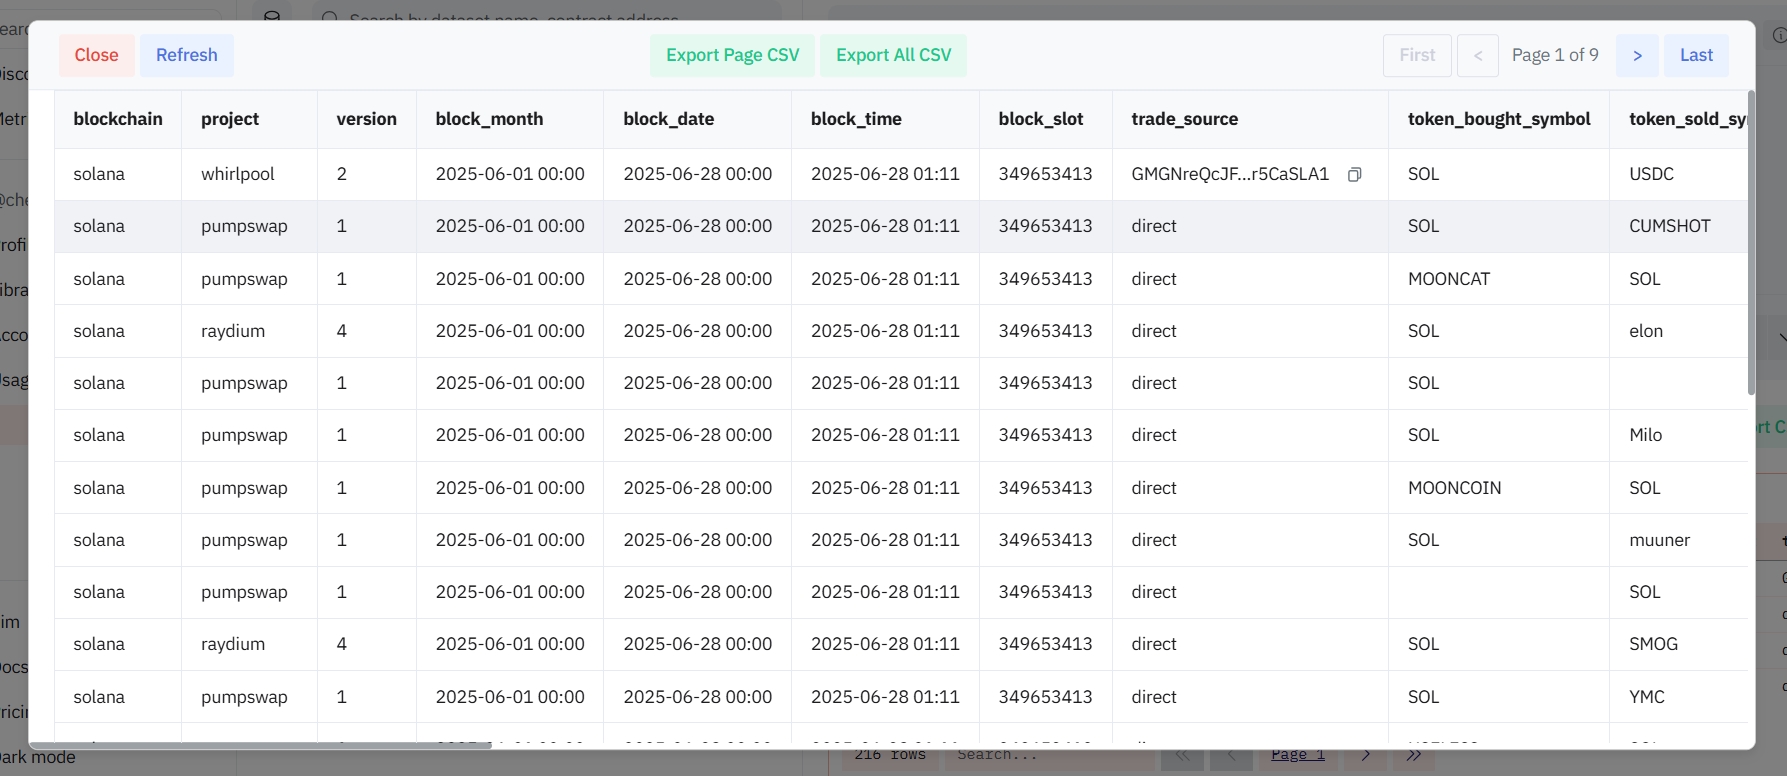 Search by dataset name, contract address
Close Refresh Export Page CSV Export All CSV First < Page 1 of 9 > Last
blockchain project version block_month block_date block_time block_slot trade_source token_bought_symbol token_sold_sy
solana whirlpool 2 2025-06-01 00:00 2025-06-28 00:00 2025-06-28 01:11 349653413 GMGNreQcJF...r5CaSLA1 SOL USDC
solana pumpswap 1 2025-06-01 00:00 2025-06-28 00:00 2025-06-28 01:11 349653413 direct SOL CUMSHOT
solana pumpswap 1 2025-06-01 00:00 2025-06-28 00:00 2025-06-28 01:11 349653413 direct MOONCAT SOL
solana raydium 4 2025-06-01 00:00 2025-06-28 00:00 2025-06-28 01:11 349653413 direct SOL elon
solana pumpswap 1 2025-06-01 00:00 2025-06-28 00:00 2025-06-28 01:11 349653413 direct SOL
solana pumpswap 1 2025-06-01 00:00 2025-06-28 00:00 2025-06-28 01:11 349653413 direct SOL Milo
solana pumpswap 1 2025-06-01 00:00 2025-06-28 00:00 2025-06-28 01:11 349653413 direct MOONCOIN SOL
solana pumpswap 1 2025-06-01 00:00 2025-06-28 00:00 2025-06-28 01:11 349653413 direct SOL muuner
solana pumpswap 1 2025-06-01 00:00 2025-06-28 00:00 2025-06-28 01:11 349653413 direct SOL
solana raydium 4 2025-06-01 00:00 2025-06-28 00:00 2025-06-28 01:11 349653413 direct SOL SMOG
solana pumpswap 1 2025-06-01 00:00 2025-06-28 00:00 2025-06-28 01:11 349653413 direct SOL YMC
ark mode 216 rows Search... << < Page 1 > >>